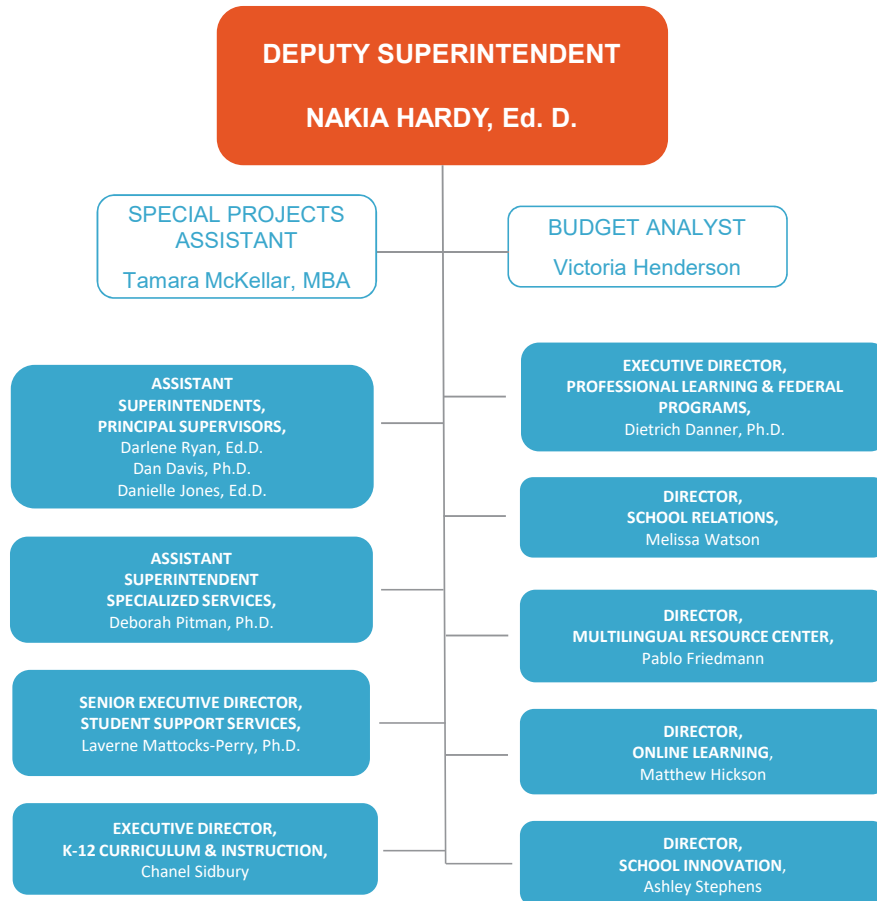 DEPUTY SUPERINTENDENT
NAKIA HARDY, Ed. D.
SPECIAL PROJECTS
ASSISTANT
Tamara McKellar, MBA
BUDGET ANALYST
Victoria Henderson
ASSISTANT
SUPERINTENDENTS,
PRINCIPAL SUPERVISORS,
Darlene Ryan, Ed.D.
Dan Davis, Ph.D.
Danielle Jones, Ed.D.
ASSISTANT
SUPERINTENDENT
SPECIALIZED SERVICES,
Deborah Pitman, Ph.D.
SENIOR EXECUTIVE DIRECTOR,
STUDENT SUPPORT SERVICES,
Laverne Mattocks-Perry, Ph.D.
EXECUTIVE DIRECTOR,
K-12 CURRICULUM & INSTRUCTION,
Chanel Sidbury
EXECUTIVE DIRECTOR,
PROFESSIONAL LEARNING & FEDERAL
PROGRAMS,
Dietrich Danner, Ph.D.
DIRECTOR,
SCHOOL RELATIONS,
Melissa Watson
DIRECTOR,
MULTILINGUAL RESOURCE CENTER,
Pablo Friedmann
DIRECTOR,
ONLINE LEARNING,
Matthew Hickson
DIRECTOR,
SCHOOL INNOVATION,
Ashley Stephens